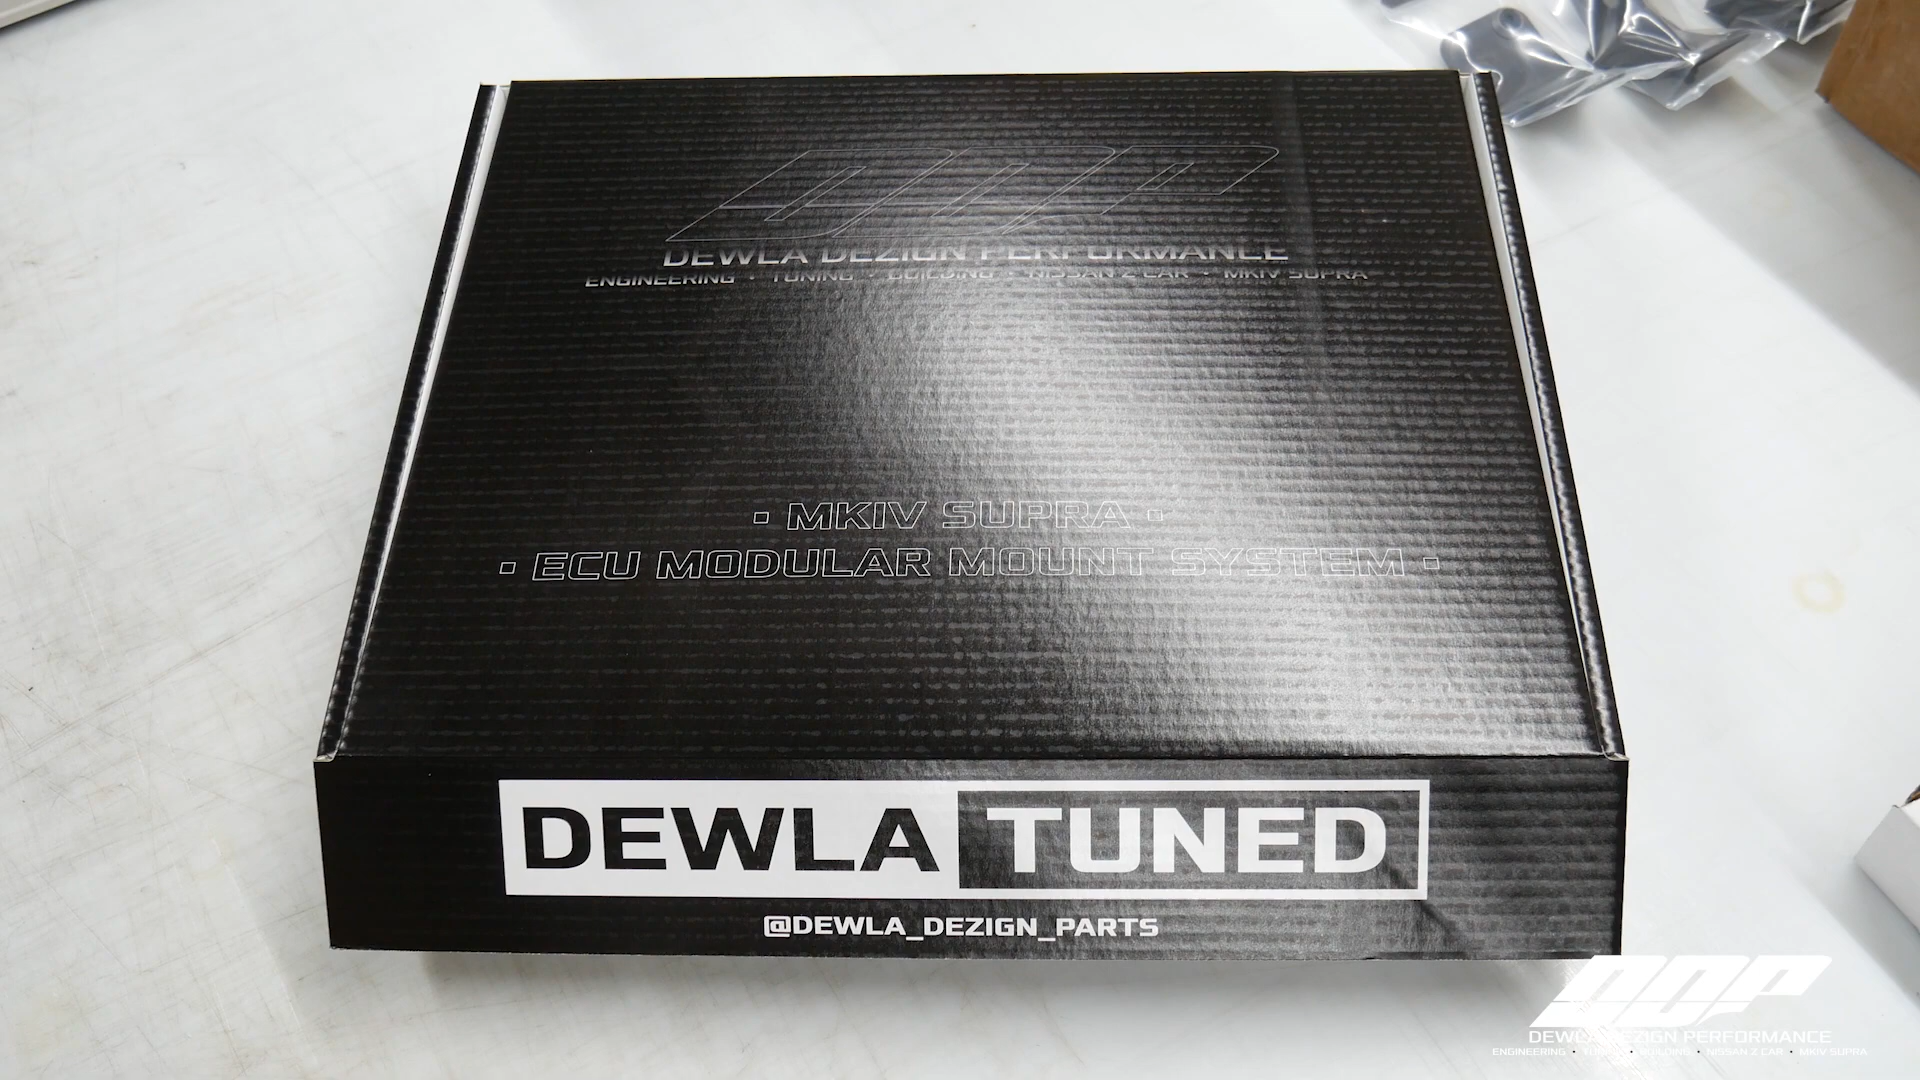 DDP
DEWLA DEZIGN PERFORMANCE
ENGINEERING · TUNING · BUILDING · NISSAN Z CAR · MKIV SUPRA
· MKIV SUPRA ·
· ECU MODULAR MOUNT SYSTEM ·
DEWLA TUNED
@DEWLA_DEZIGN_PARTS
DDP
DEWLA DEZIGN PERFORMANCE
ENGINEERING · TUNING · BUILDING · NISSAN Z CAR · MKIV SUPRA